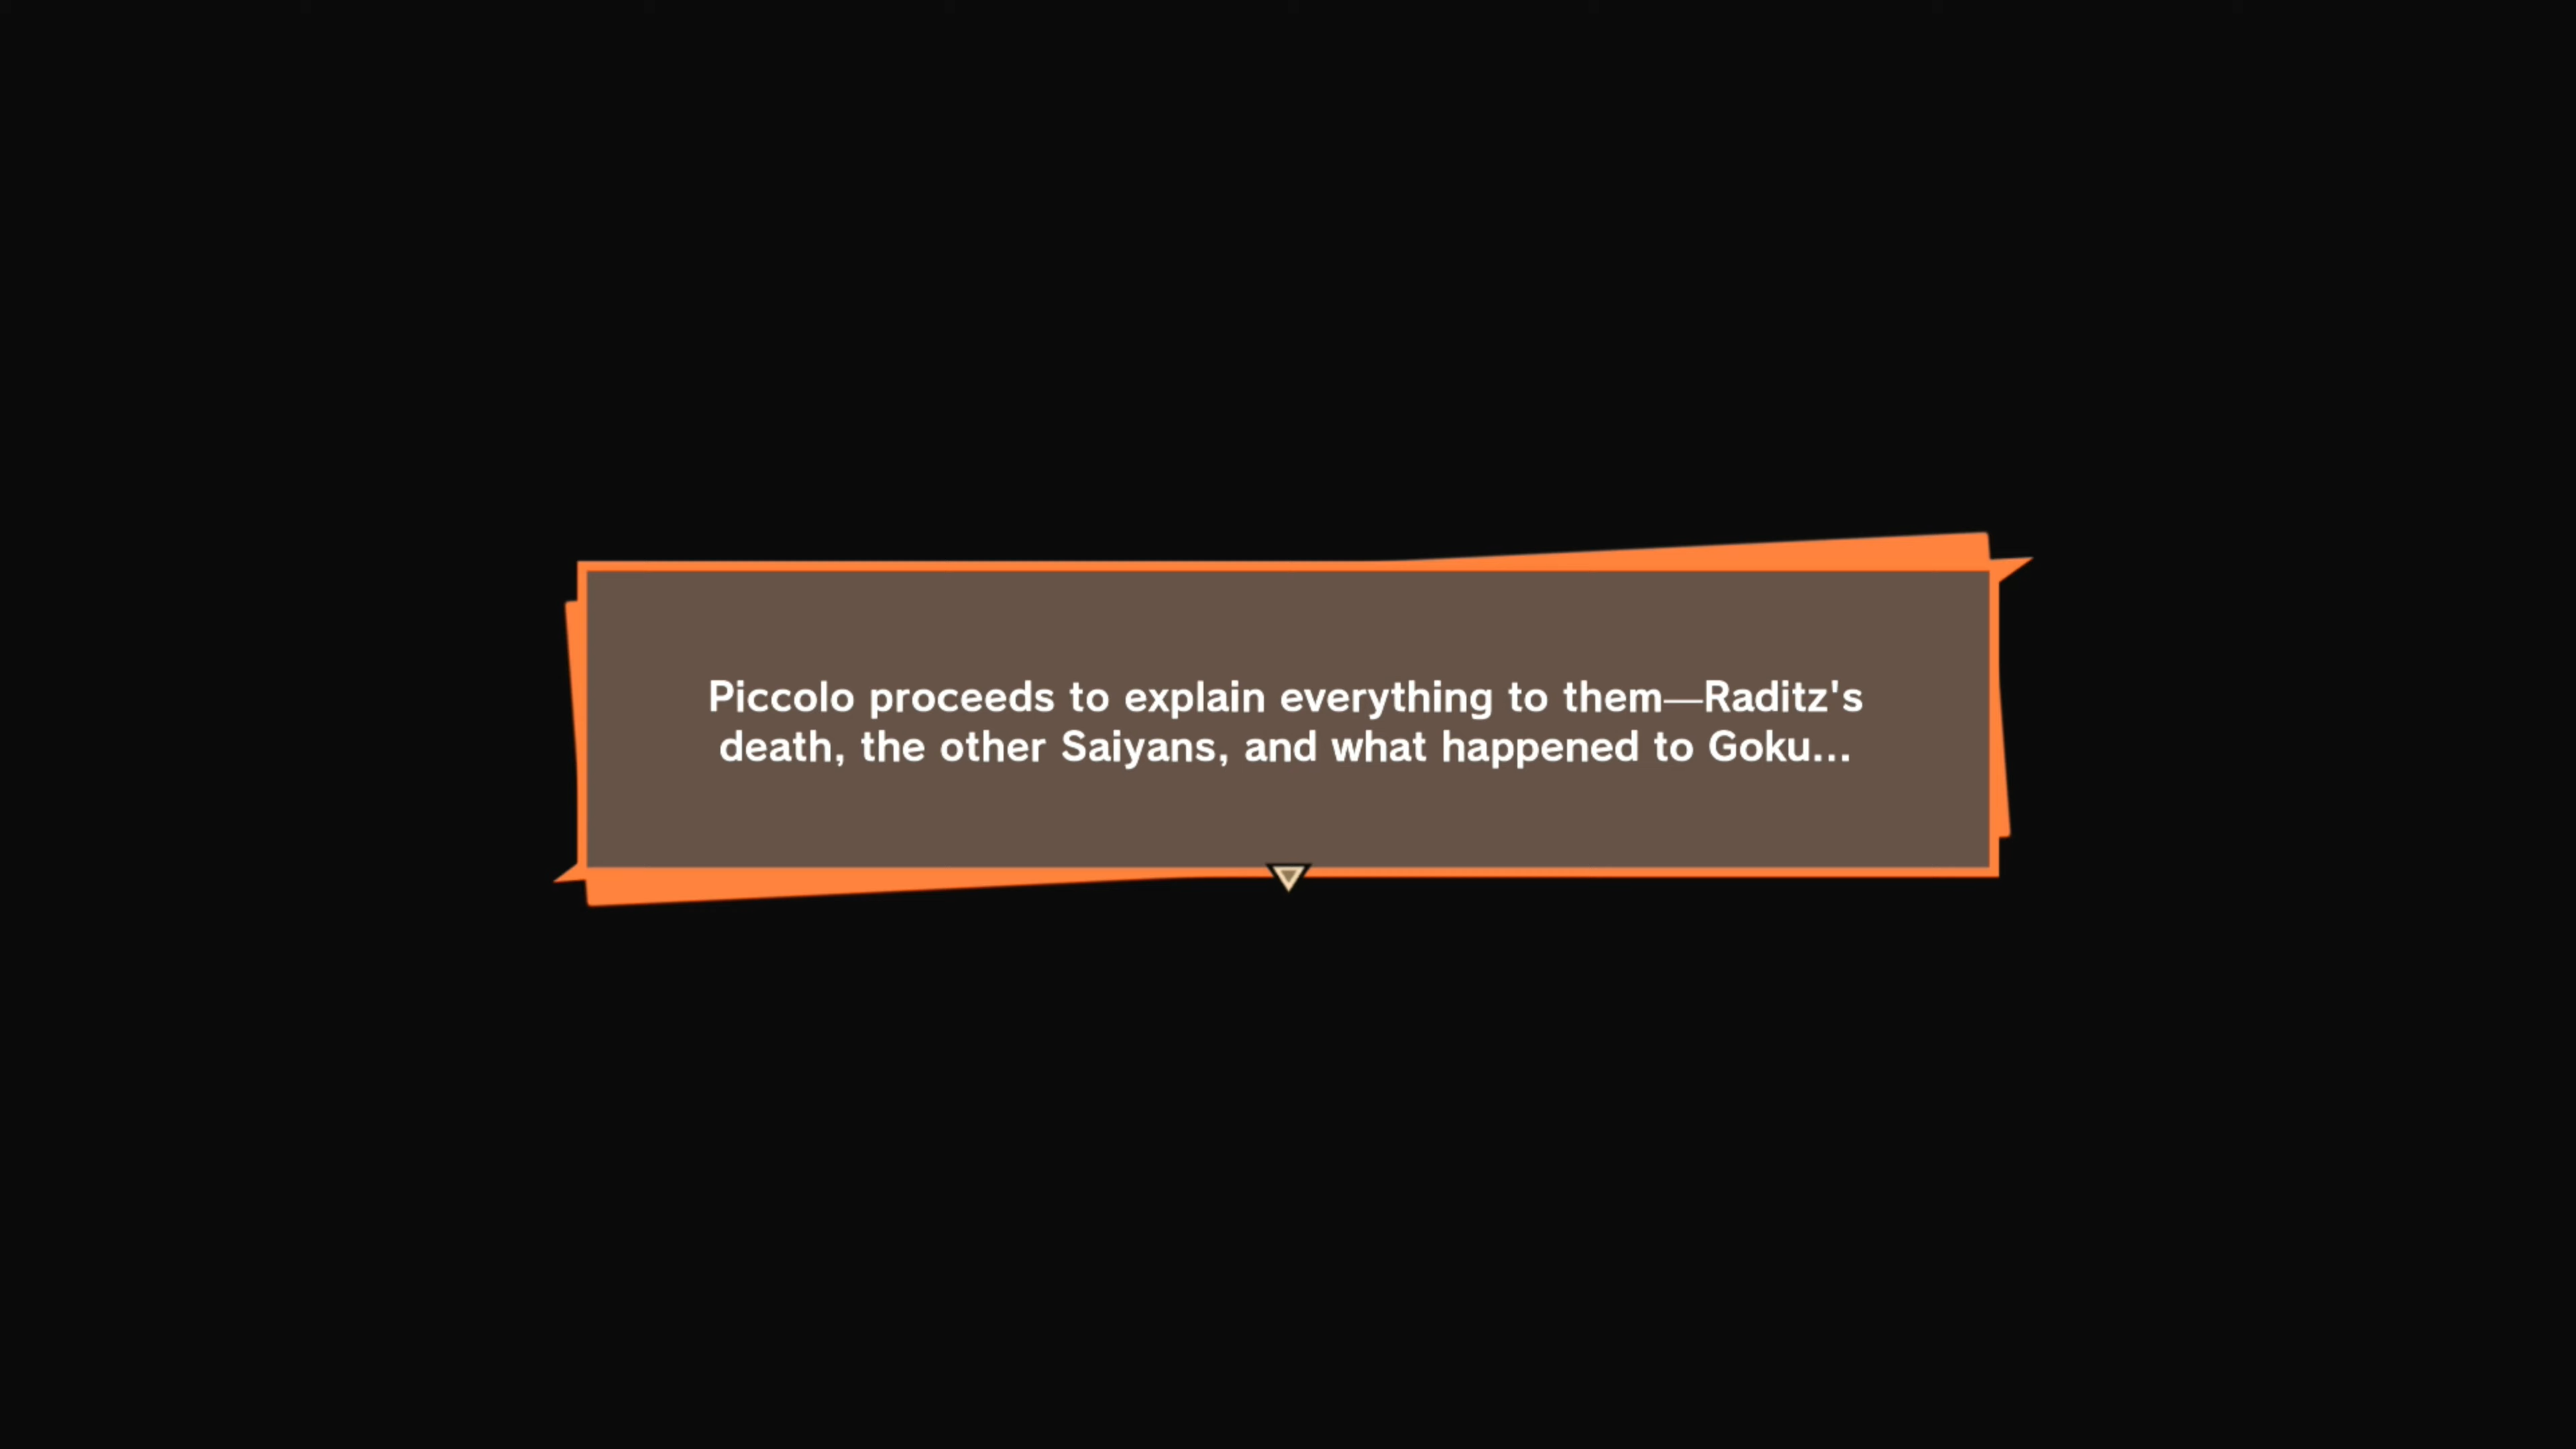 Piccolo proceeds to explain everything to them—Raditz's
death, the other Saiyans, and what happened to Goku...